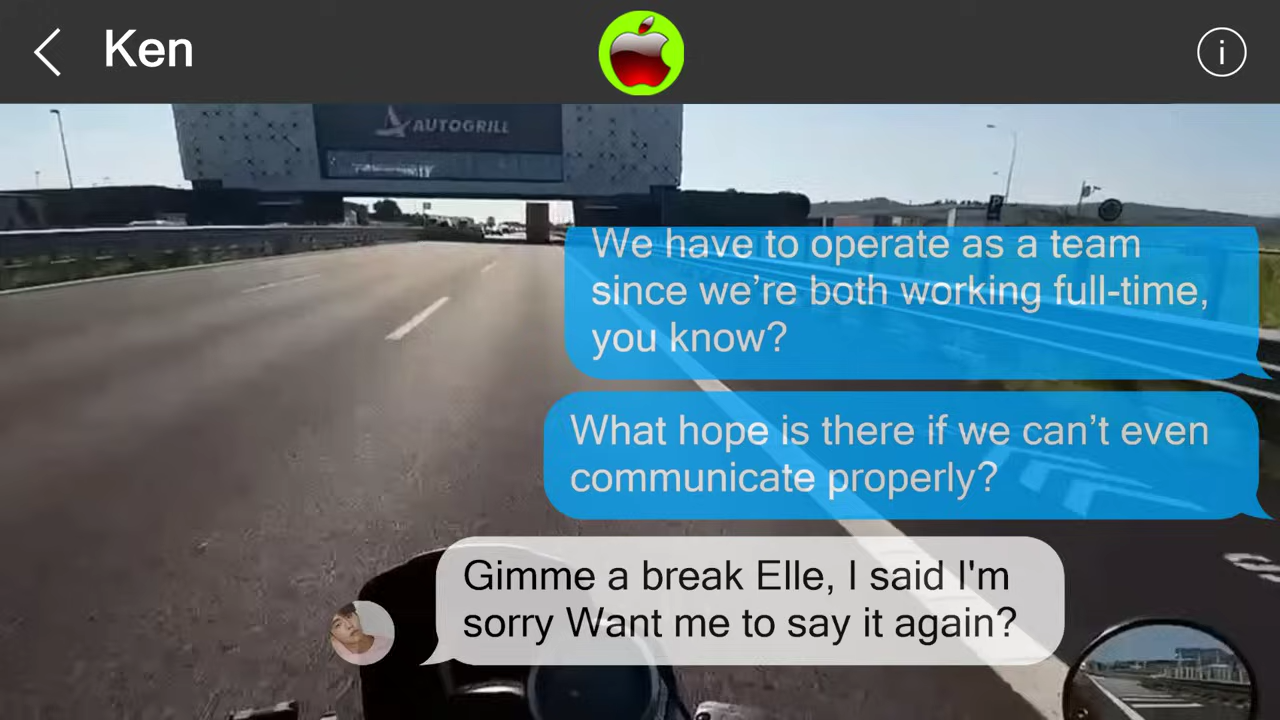 Ken
i
AUTOGRILL
P
We have to operate as a team
since we’re both working full-time,
you know?
What hope is there if we can’t even
communicate properly?
Gimme a break Elle, I said I'm
sorry Want me to say it again?